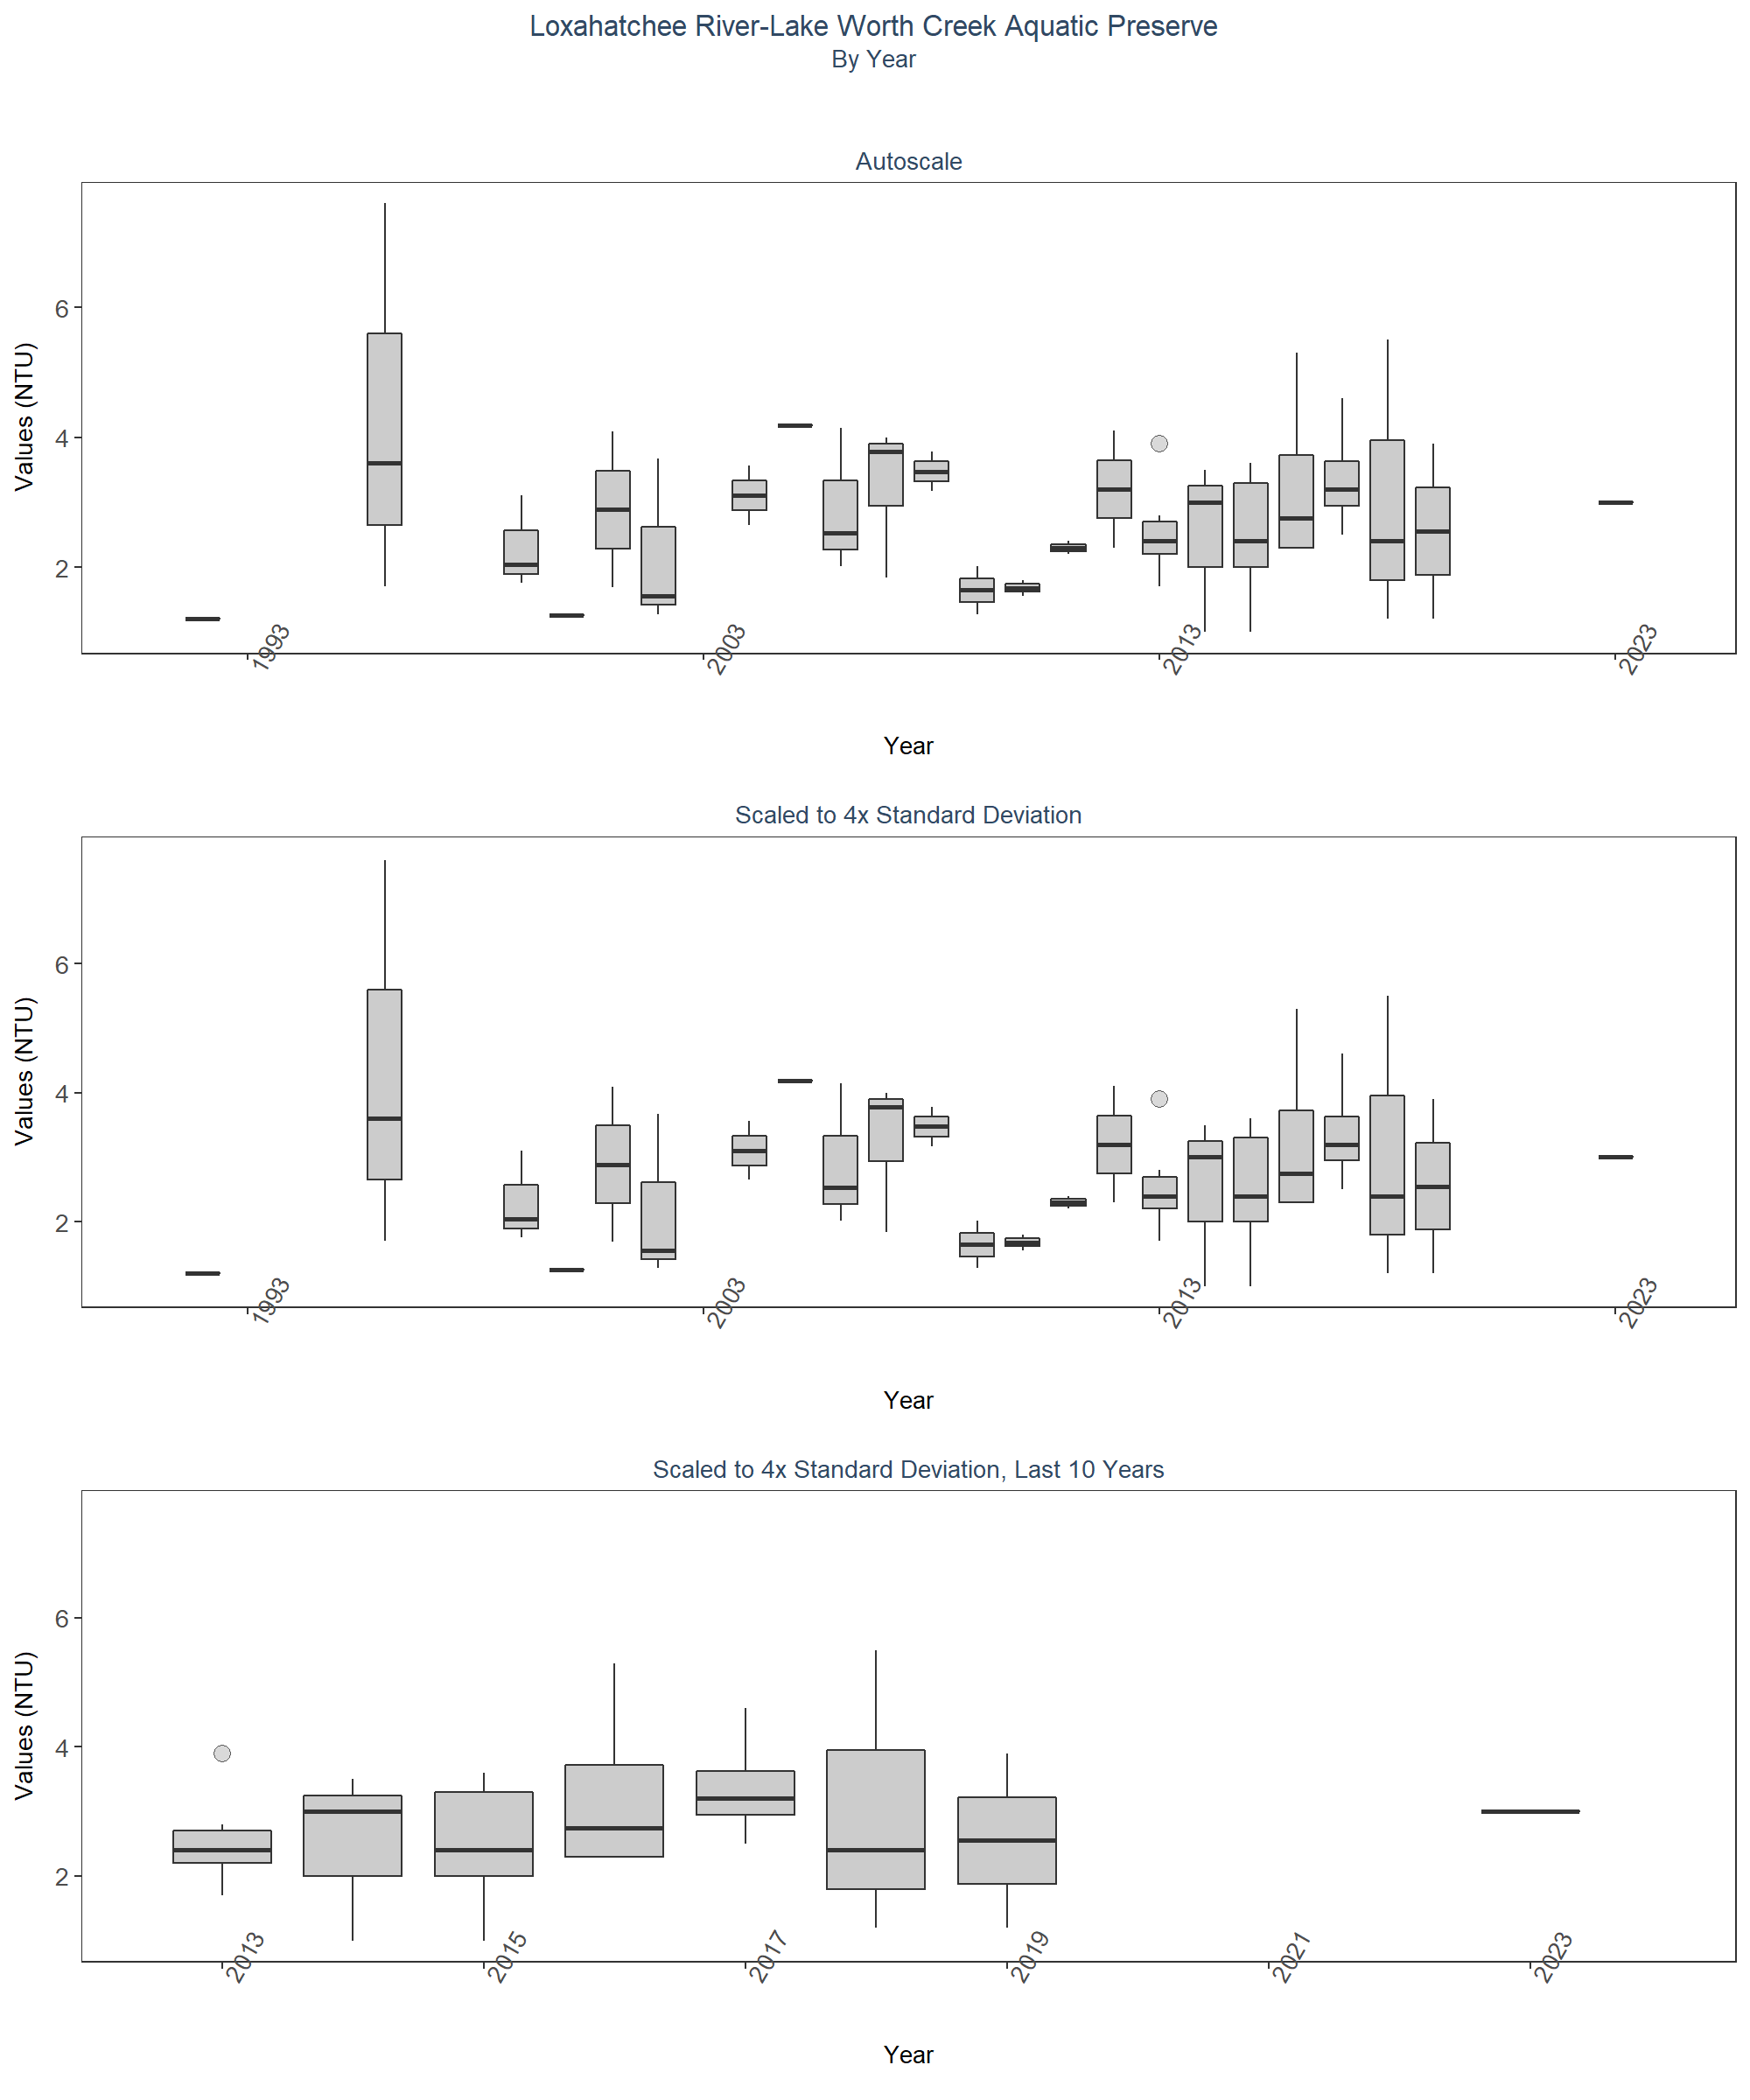 Loxahatchee River-Lake Worth Creek Aquatic Preserve
By Year
Autoscale
Values (NTU)
6
4
2
1993
2003
2013
2023
Year
Scaled to 4x Standard Deviation
Values (NTU)
6
4
2
1993
2003
2013
2023
Year
Scaled to 4x Standard Deviation, Last 10 Years
Values (NTU)
6
4
2
2013
2015
2017
2019
2021
2023
Year